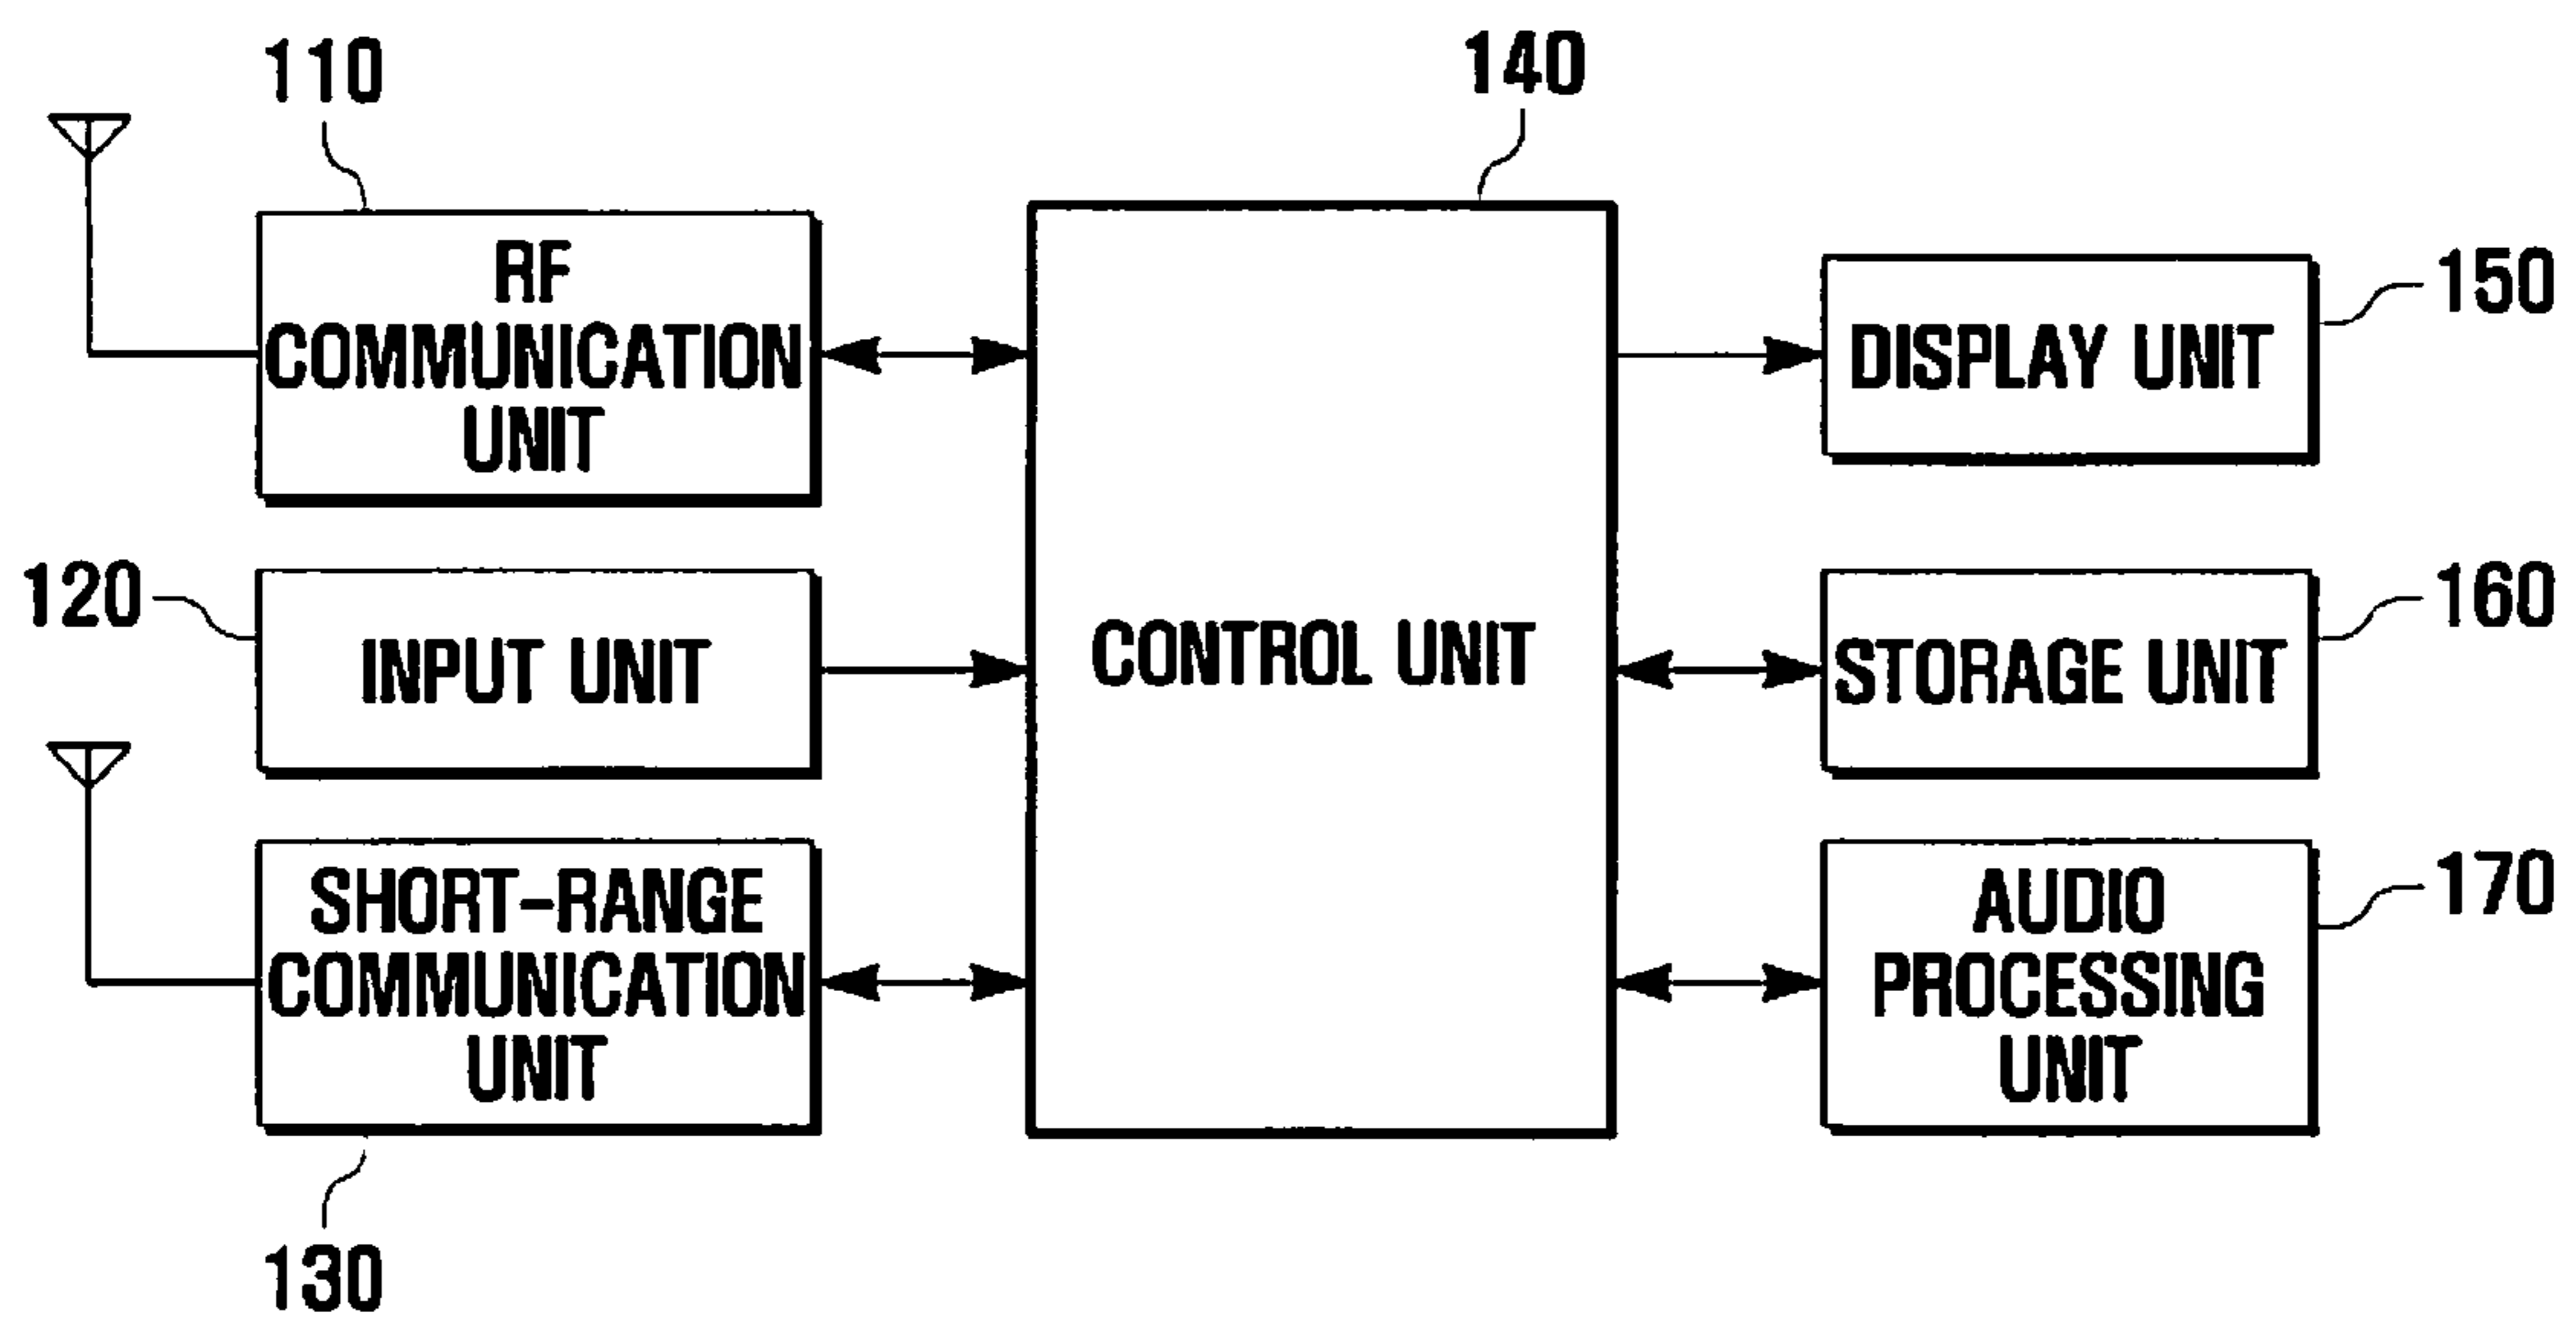 110
RF
COMMUNICATION
UNIT
120
INPUT UNIT
SHORT-RANGE
COMMUNICATION
UNIT
130
140
CONTROL UNIT
DISPLAY UNIT
150
STORAGE UNIT
160
AUDIO
PROCESSING
UNIT
170